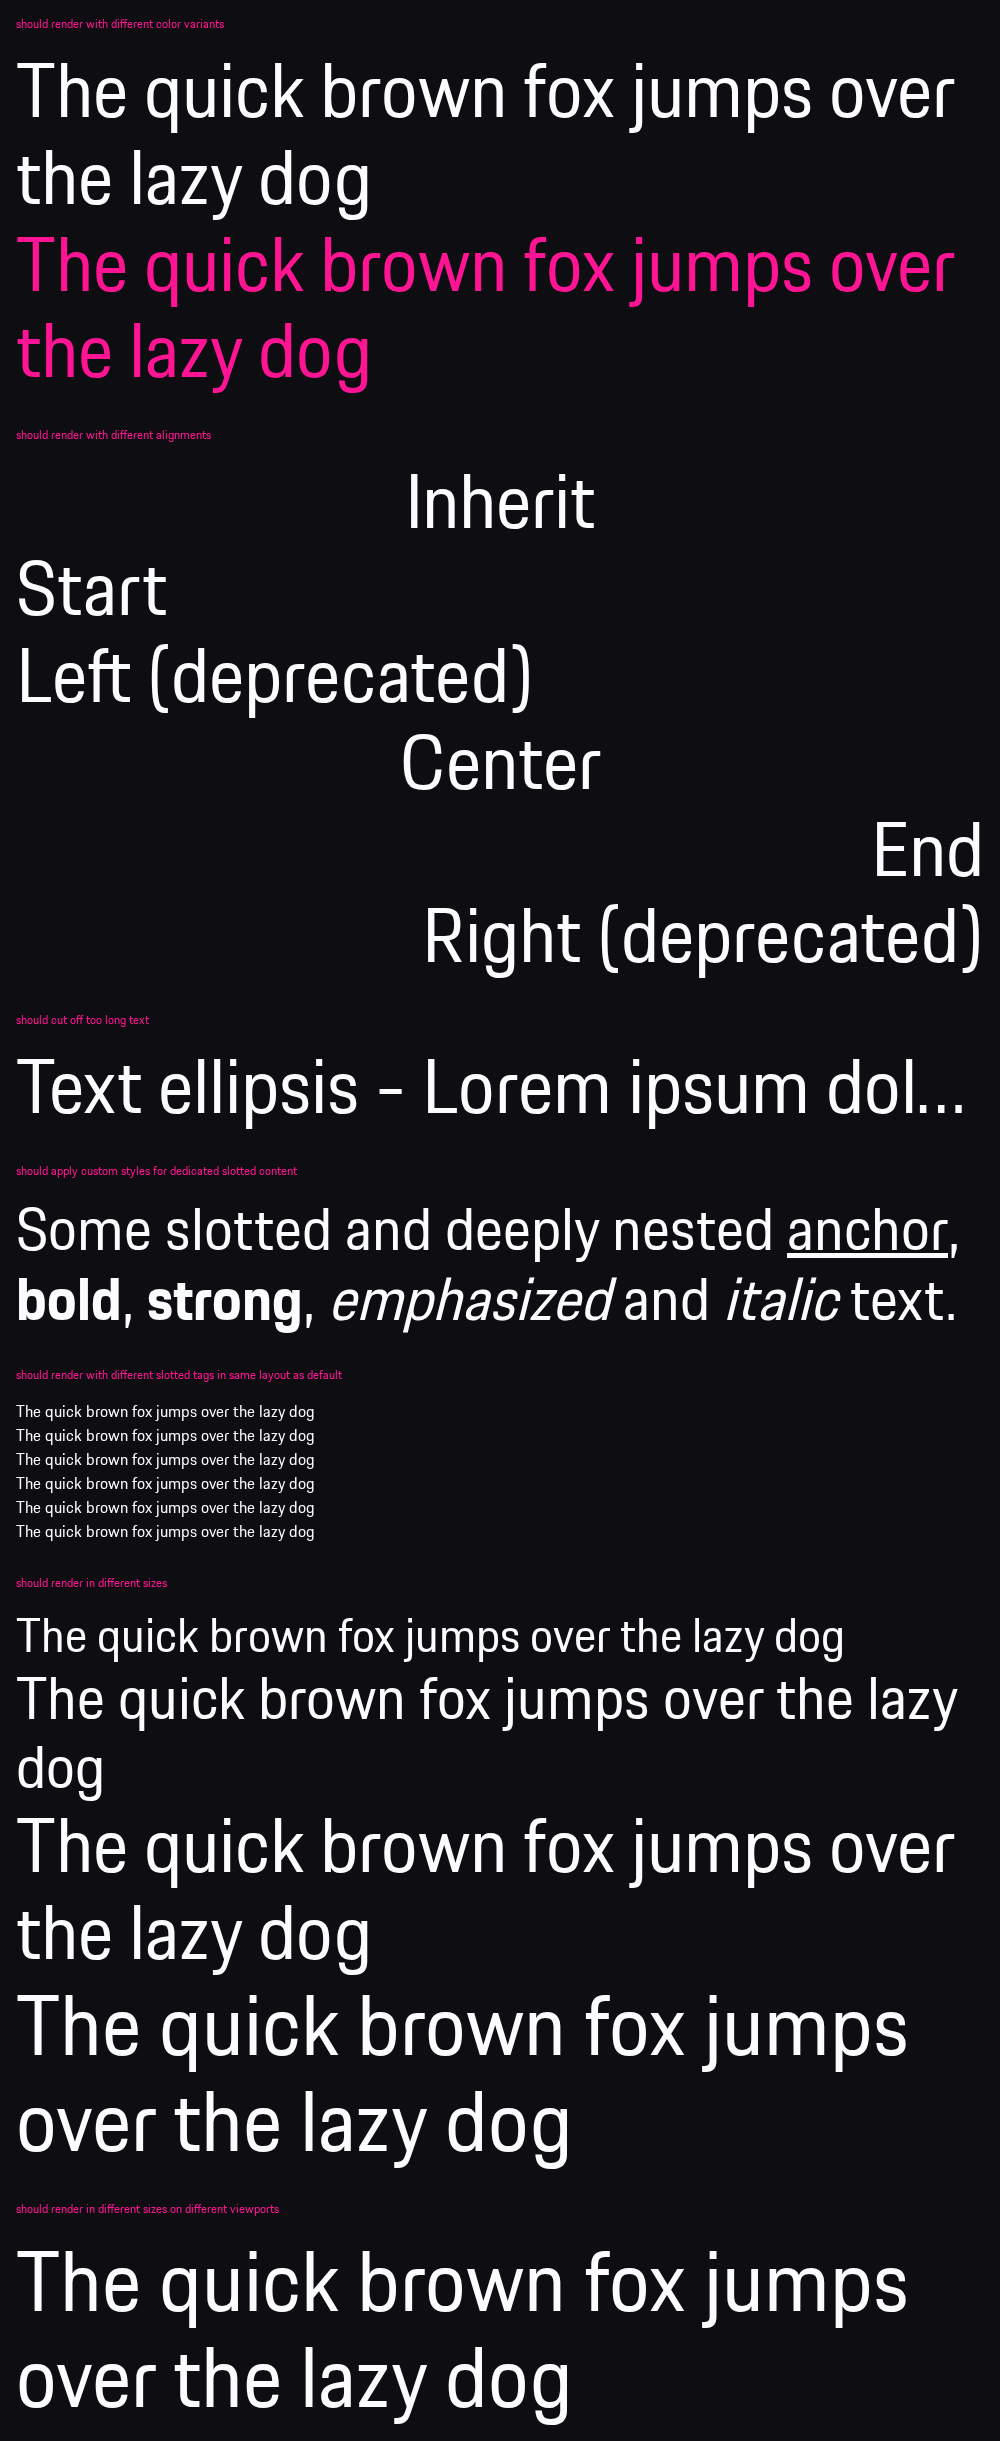 should render with different color variants
The quick brown fox jumps over
the lazy dog
The quick brown fox jumps over
the lazy dog
should render with different alignments
Inherit
Start
Left (deprecated)
Center
End
Right (deprecated)
should cut off too long text
Text ellipsis - Lorem ipsum dol…
should apply custom styles for dedicated slotted content
Some slotted and deeply nested anchor,
bold, strong, emphasized and italic text.
should render with different slotted tags in same layout as default
The quick brown fox jumps over the lazy dog
The quick brown fox jumps over the lazy dog
The quick brown fox jumps over the lazy dog
The quick brown fox jumps over the lazy dog
The quick brown fox jumps over the lazy dog
The quick brown fox jumps over the lazy dog
should render in different sizes
The quick brown fox jumps over the lazy dog
The quick brown fox jumps over the lazy
dog
The quick brown fox jumps over
the lazy dog
The quick brown fox jumps
over the lazy dog
should render in different sizes on different viewports
The quick brown fox jumps
over the lazy dog